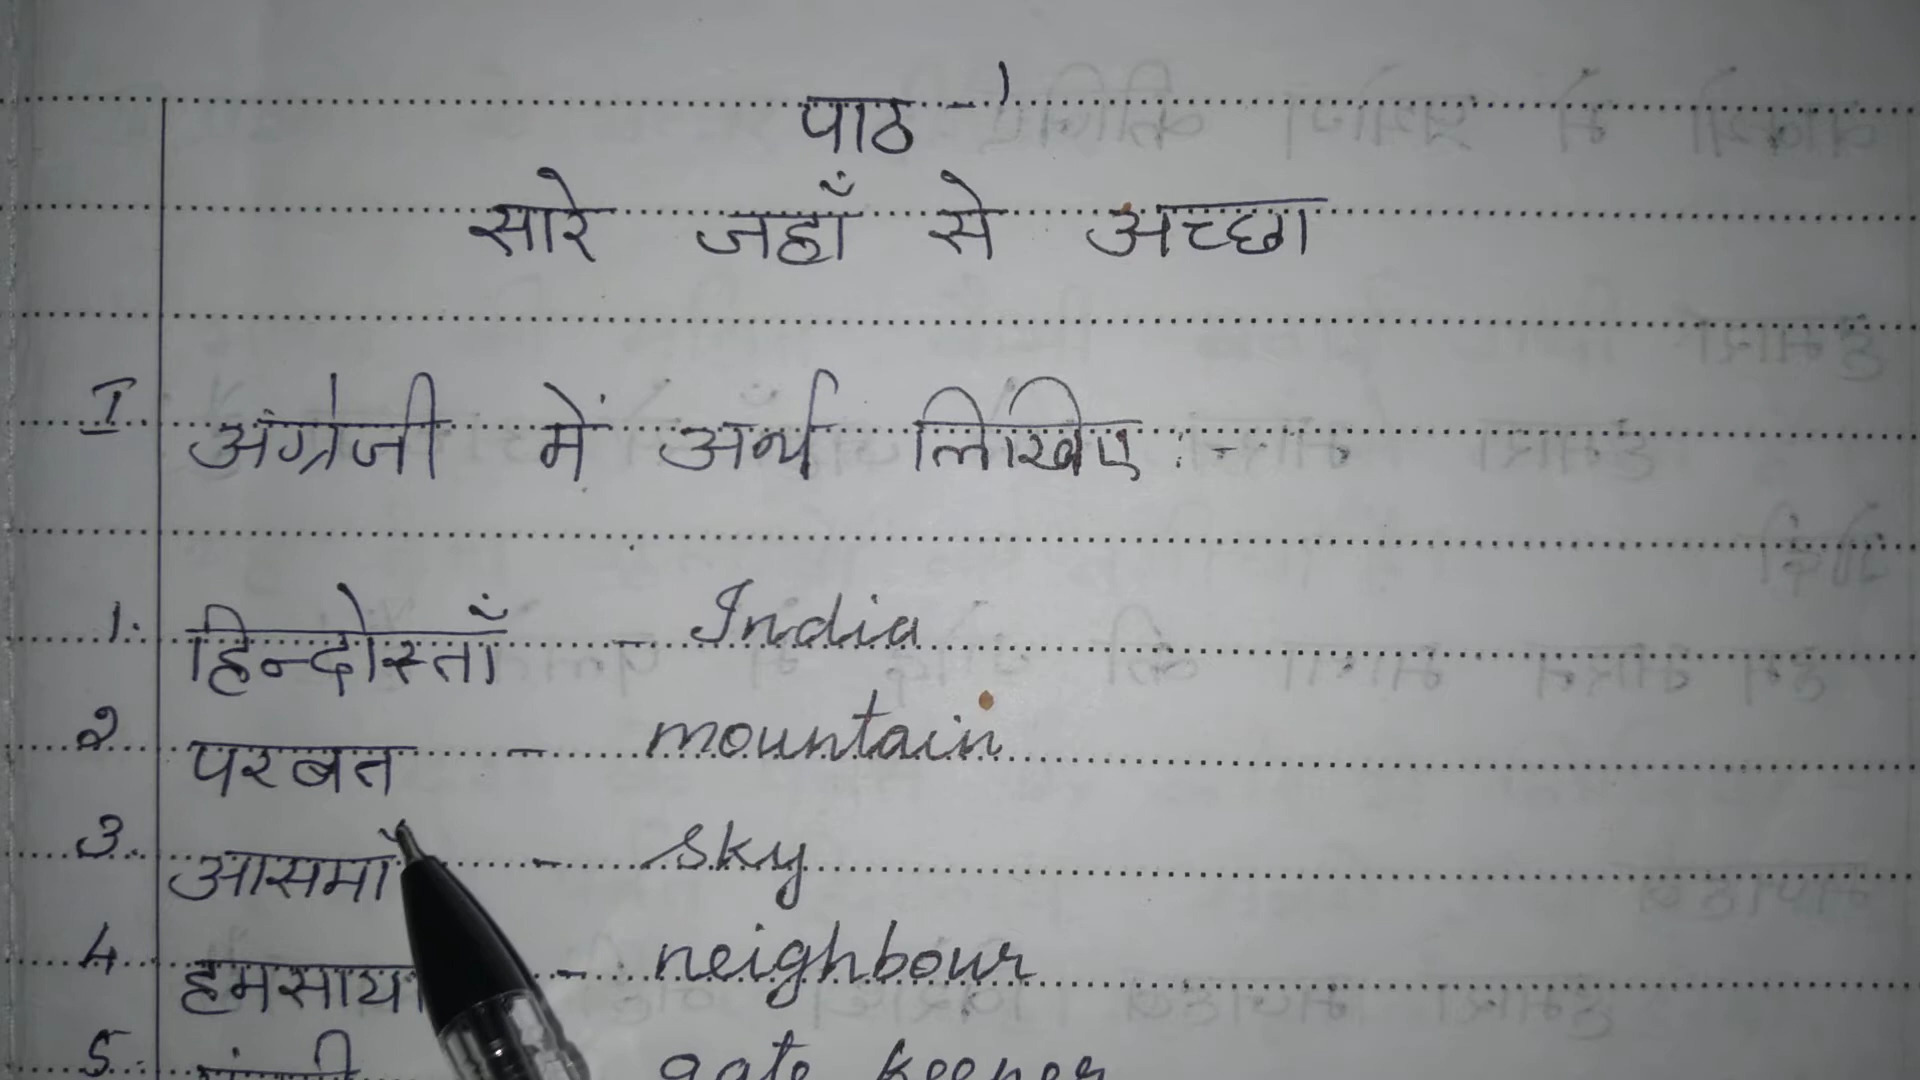 पाठ - 1
सारे जहाँ से अच्छा
I अंग्रेजी में अर्थ लिखिए :-
1. हिन्दोस्ताँ - India
2 परबत - mountain
3. आसमाँ - sky
4. हमसाया - neighbour
5. gate keeper